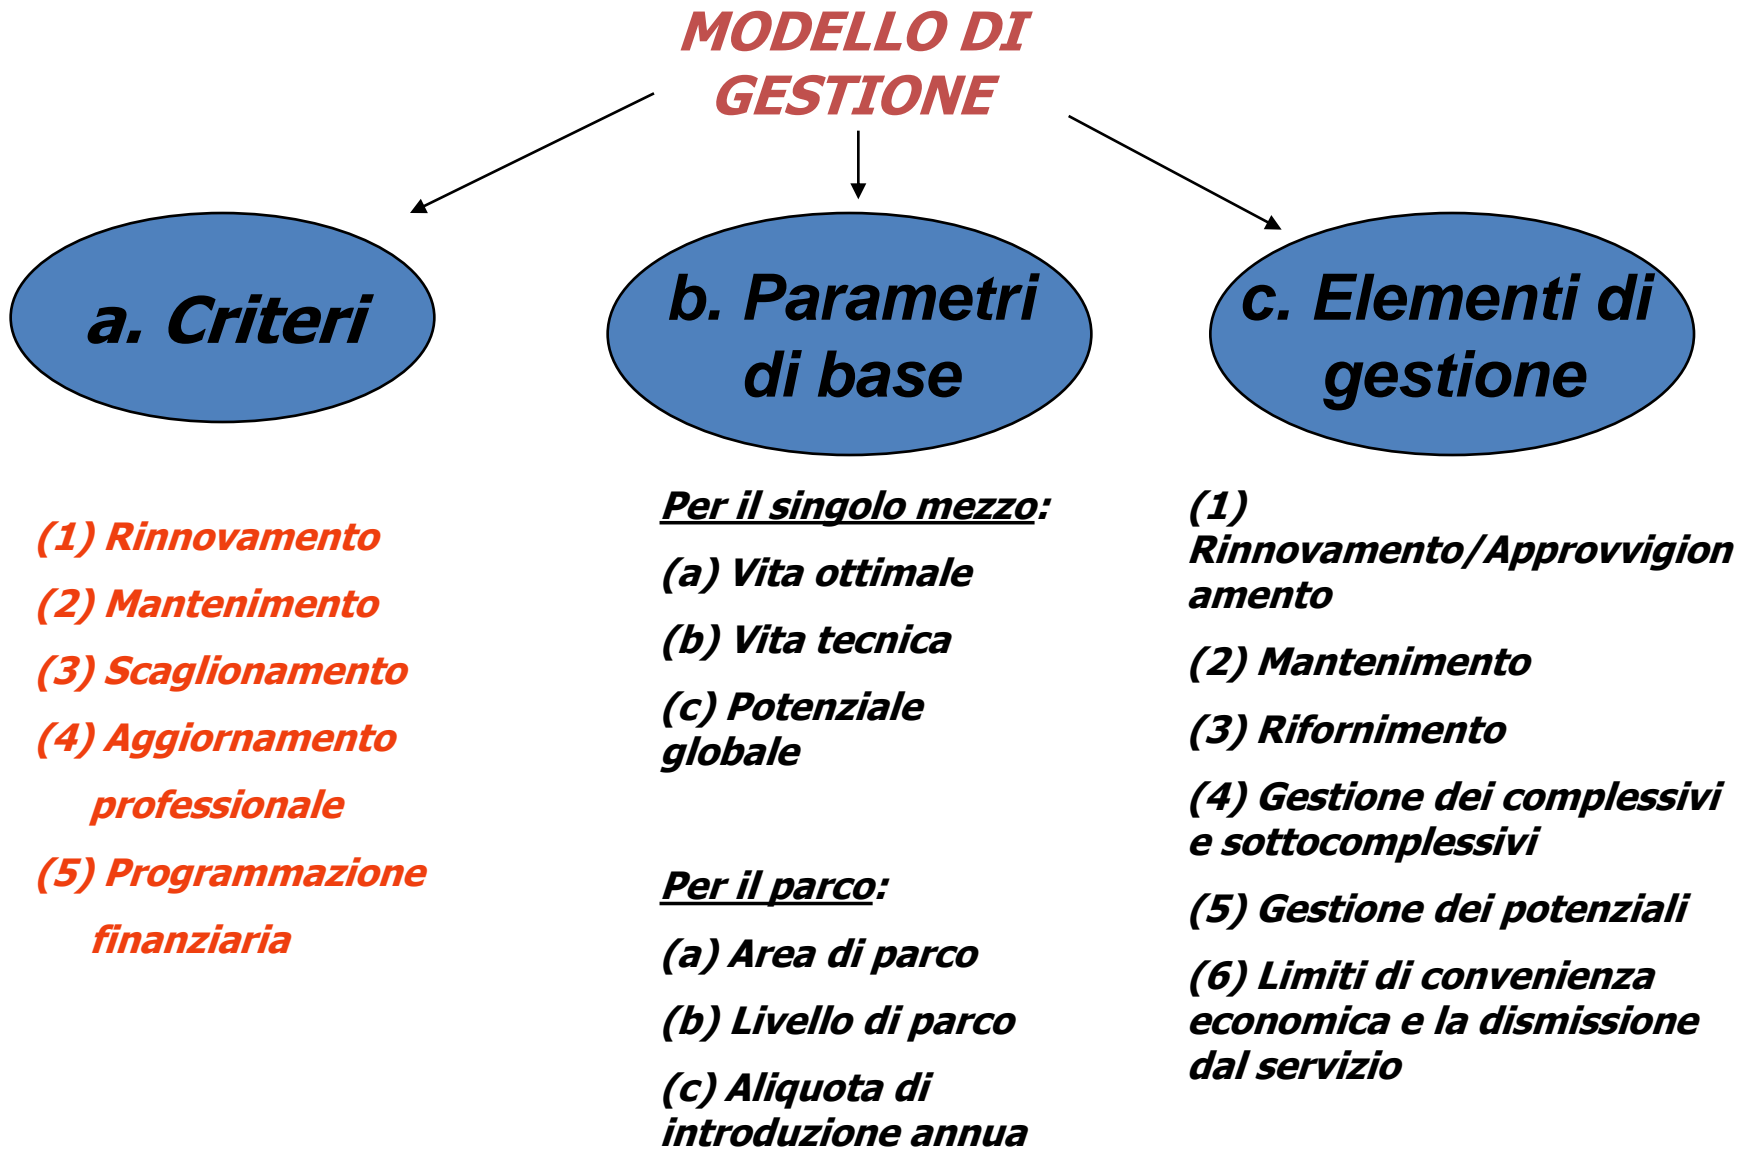 MODELLO DI
GESTIONE
a. Criteri
(1) Rinnovamento
(2) Mantenimento
(3) Scaglionamento
(4) Aggiornamento
professionale
(5) Programmazione
finanziaria
b. Parametri
di base
Per il singolo mezzo:
(a) Vita ottimale
(b) Vita tecnica
(c) Potenziale
globale
Per il parco:
(a) Area di parco
(b) Livello di parco
(c) Aliquota di
introduzione annua
c. Elementi di
gestione
(1)
Rinnovamento/Approvvigion
amento
(2) Mantenimento
(3) Rifornimento
(4) Gestione dei complessivi
e sottocomplessivi
(5) Gestione dei potenziali
(6) Limiti di convenienza
economica e la dismissione
dal servizio